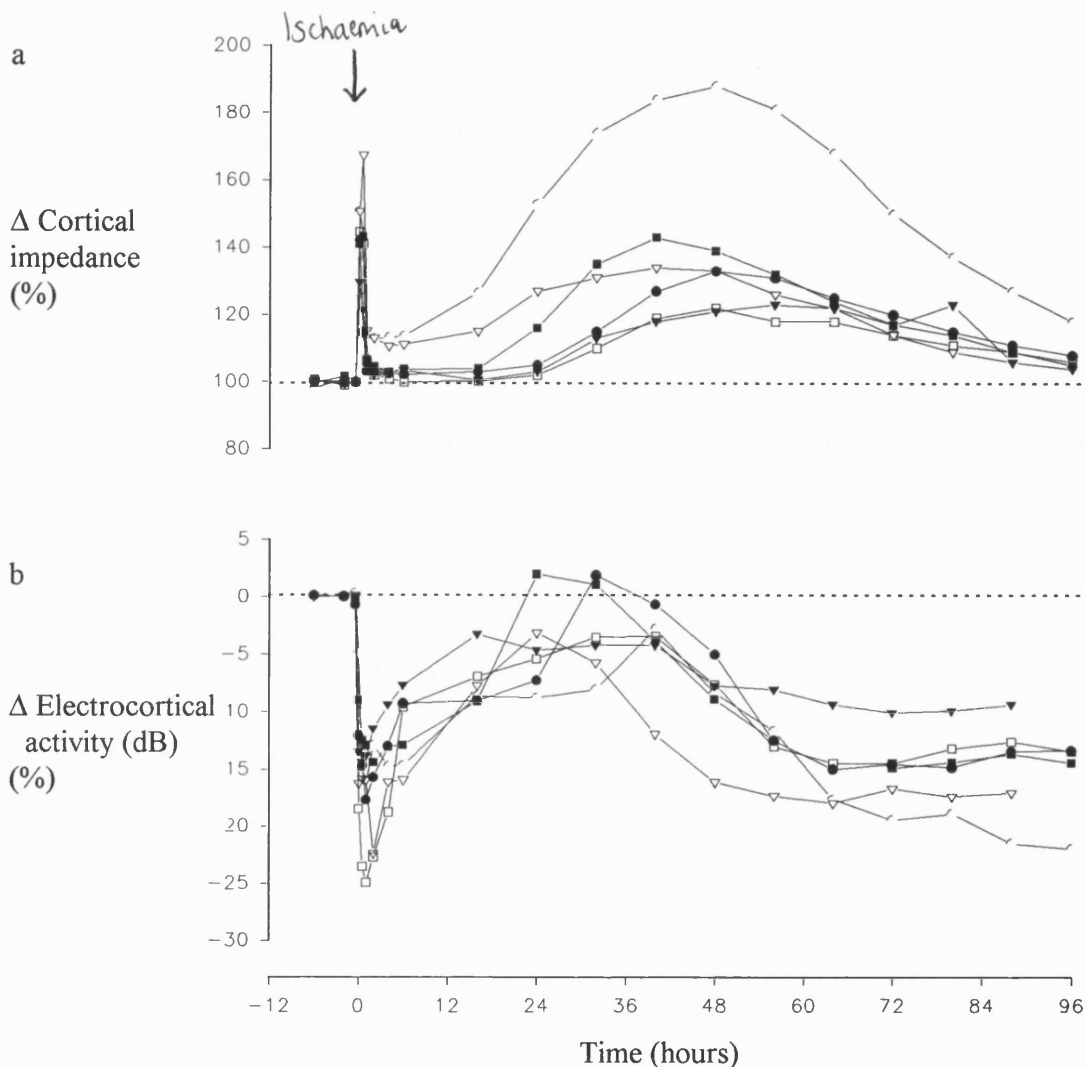 Ischaemia
a
200
180
160
140
120
100
80
Δ Cortical
impedance
(%)
b
5
0
-5
10
15
20
-25
-30
Δ Electrocortical
activity (dB)
(%)
-12 0 12 24 36 48 60 72 84 96
Time (hours)